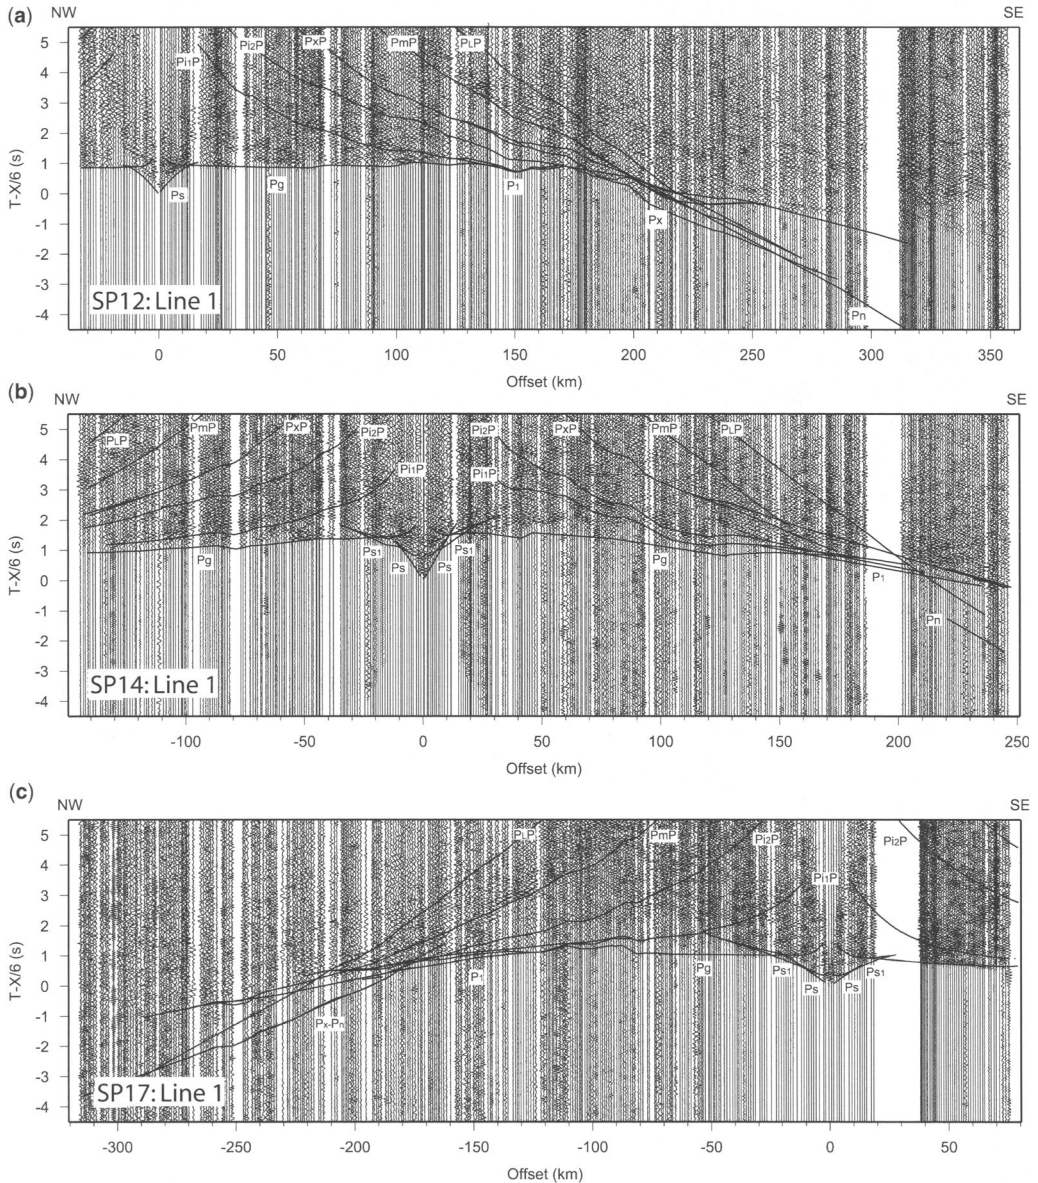 (a) NW SE
5
4
3
2
1
0
-1
-2
-3
-4
T-X/6 (s)
Pi1P Pi2P PxP PmP PLP
Ps Pg P1 Px Pn
SP12: Line 1
0 50 100 150 200 250 300 350
Offset (km)
(b) NW SE
5
4
3
2
1
0
-1
-2
-3
-4
T-X/6 (s)
PLP PmP PxP Pi2P Pi1P Pi2P Pi1P PxP PmP PLP
Pg Ps1 Ps Ps Ps1 Pg P1 Pn
SP14: Line 1
-100 -50 0 50 100 150 200 250
Offset (km)
(c) NW SE
5
4
3
2
1
0
-1
-2
-3
-4
T-X/6 (s)
PLP PmP Pi2P Pi1P Pi2P
Px-Pn P1 Pg Ps1 Ps Ps Ps1
SP17: Line 1
-300 -250 -200 -150 -100 -50 0 50
Offset (km)